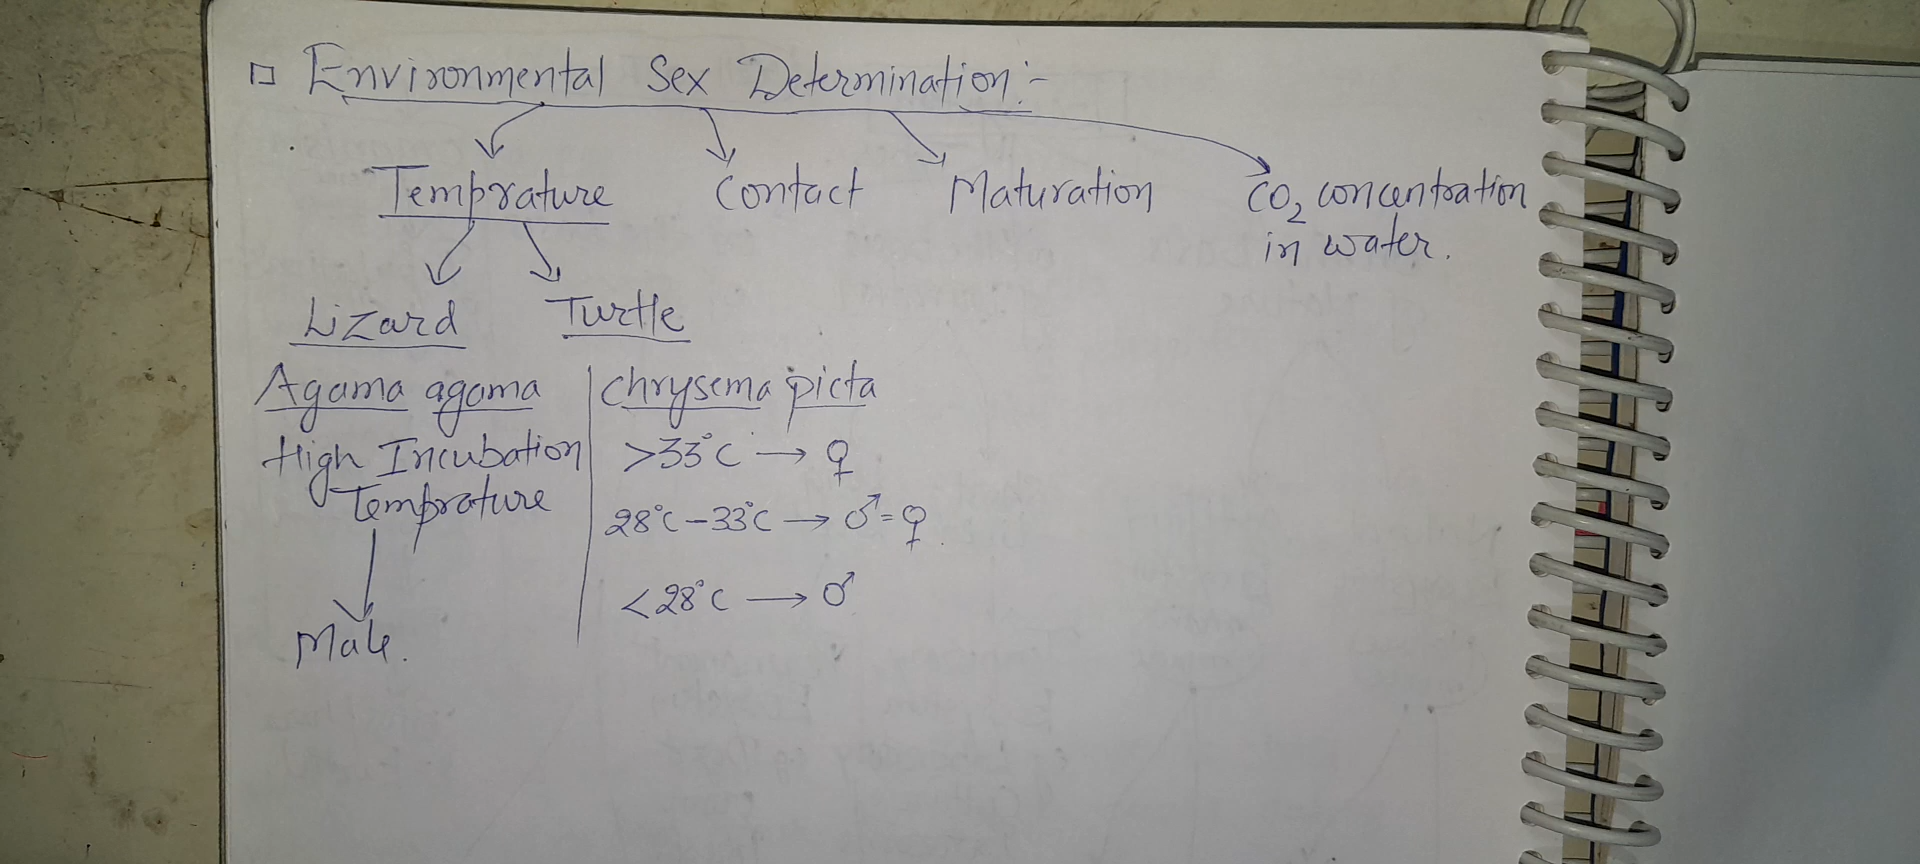 □ Environmental Sex Determination:-
Temprature Contact Maturation CO₂ concentration
in water.
Lizard Turtle
Agama agama
High Incubation
Temprature
Male.
Chrysema picta
>33°C → ♀
28°C-33°C → ♂=♀
<28°C → ♂